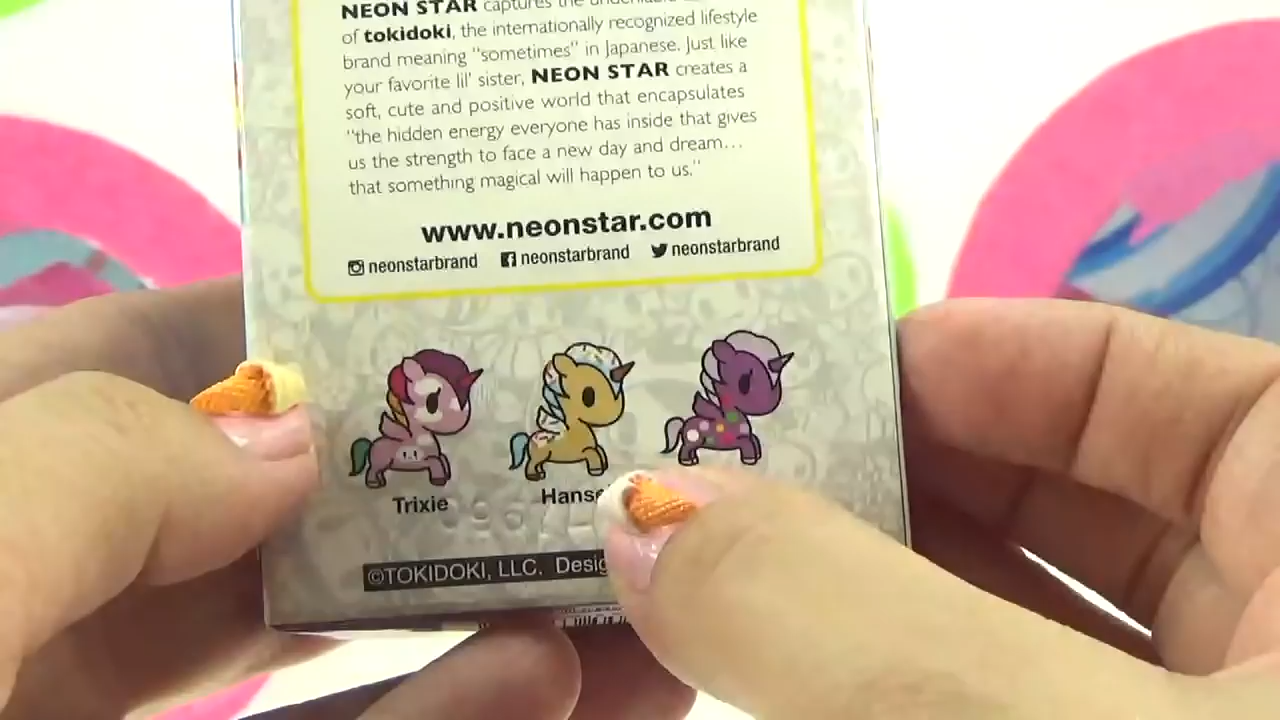 NEON STAR captures the
of tokidoki, the internationally recognized lifestyle
brand meaning "sometimes" in Japanese. Just like
your favorite lil' sister, NEON STAR creates a
soft, cute and positive world that encapsulates
"the hidden energy everyone has inside that gives
us the strength to face a new day and dream...
that something magical will happen to us."
www.neonstar.com
neonstarbrand neonstarbrand neonstarbrand
Trixie
©TOKIDOKI, LLC.